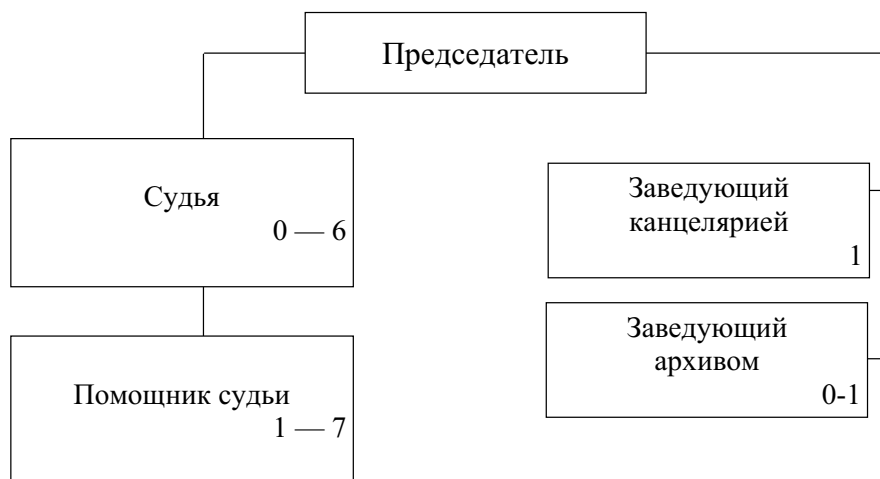 Председатель
Судья
0 — 6
Помощник судьи
1 — 7
Заведующий
канцелярией
1
Заведующий
архивом
0-1